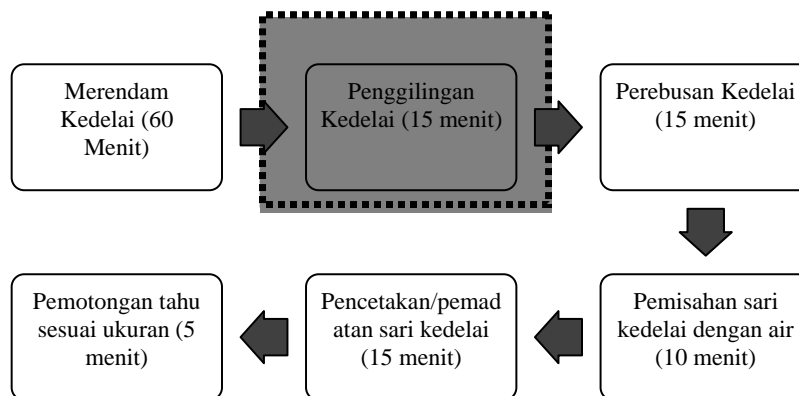 Merendam
Kedelai (60
Menit)
Penggilingan
Kedelai (15 menit)
Perebusan Kedelai
(15 menit)
Pemisahan sari
kedelai dengan air
(10 menit)
Pencetakan/pemad
atan sari kedelai
(15 menit)
Pemotongan tahu
sesuai ukuran (5
menit)